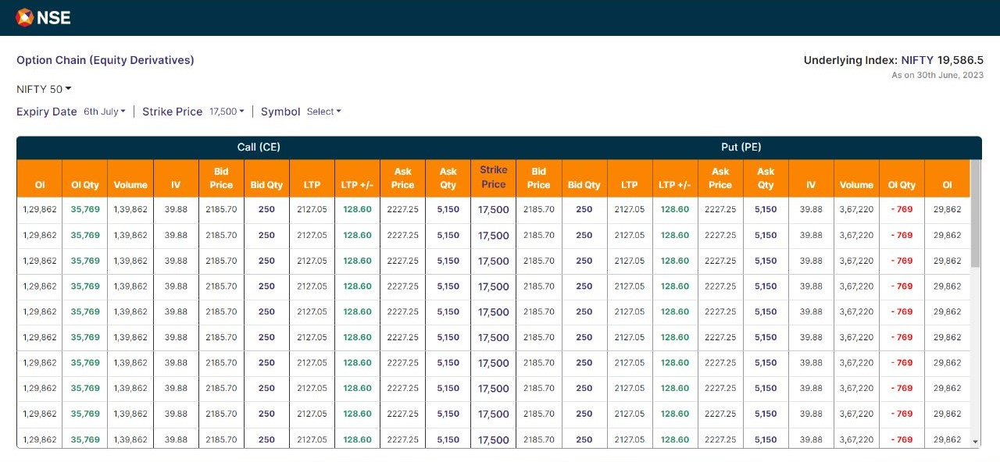 NSE
Option Chain (Equity Derivatives)
Underlying Index: NIFTY 19,586.5
As on 30th June, 2023
NIFTY 50
Expiry Date 6th July | Strike Price 17,500 | Symbol Select
Call (CE) Put (PE)
OI OI Qty Volume IV Bid Price Bid Qty LTP LTP +/- Ask Price Ask Qty Strike Price Bid Price Bid Qty LTP LTP +/- Ask Price Ask Qty IV Volume OI Qty OI
1,29,862 35,769 1,39,862 39.88 2185.70 250 2127.05 128.60 2227.25 5,150 17,500 2185.70 250 2127.05 128.60 2227.25 5,150 39.88 3,67,220 - 769 29,862
1,29,862 35,769 1,39,862 39.88 2185.70 250 2127.05 128.60 2227.25 5,150 17,500 2185.70 250 2127.05 128.60 2227.25 5,150 39.88 3,67,220 - 769 29,862
1,29,862 35,769 1,39,862 39.88 2185.70 250 2127.05 128.60 2227.25 5,150 17,500 2185.70 250 2127.05 128.60 2227.25 5,150 39.88 3,67,220 - 769 29,862
1,29,862 35,769 1,39,862 39.88 2185.70 250 2127.05 128.60 2227.25 5,150 17,500 2185.70 250 2127.05 128.60 2227.25 5,150 39.88 3,67,220 - 769 29,862
1,29,862 35,769 1,39,862 39.88 2185.70 250 2127.05 128.60 2227.25 5,150 17,500 2185.70 250 2127.05 128.60 2227.25 5,150 39.88 3,67,220 - 769 29,862
1,29,862 35,769 1,39,862 39.88 2185.70 250 2127.05 128.60 2227.25 5,150 17,500 2185.70 250 2127.05 128.60 2227.25 5,150 39.88 3,67,220 - 769 29,862
1,29,862 35,769 1,39,862 39.88 2185.70 250 2127.05 128.60 2227.25 5,150 17,500 2185.70 250 2127.05 128.60 2227.25 5,150 39.88 3,67,220 - 769 29,862
1,29,862 35,769 1,39,862 39.88 2185.70 250 2127.05 128.60 2227.25 5,150 17,500 2185.70 250 2127.05 128.60 2227.25 5,150 39.88 3,67,220 - 769 29,862
1,29,862 35,769 1,39,862 39.88 2185.70 250 2127.05 128.60 2227.25 5,150 17,500 2185.70 250 2127.05 128.60 2227.25 5,150 39.88 3,67,220 - 769 29,862
1,29,862 35,769 1,39,862 39.88 2185.70 250 2127.05 128.60 2227.25 5,150 17,500 2185.70 250 2127.05 128.60 2227.25 5,150 39.88 3,67,220 - 769 29,862